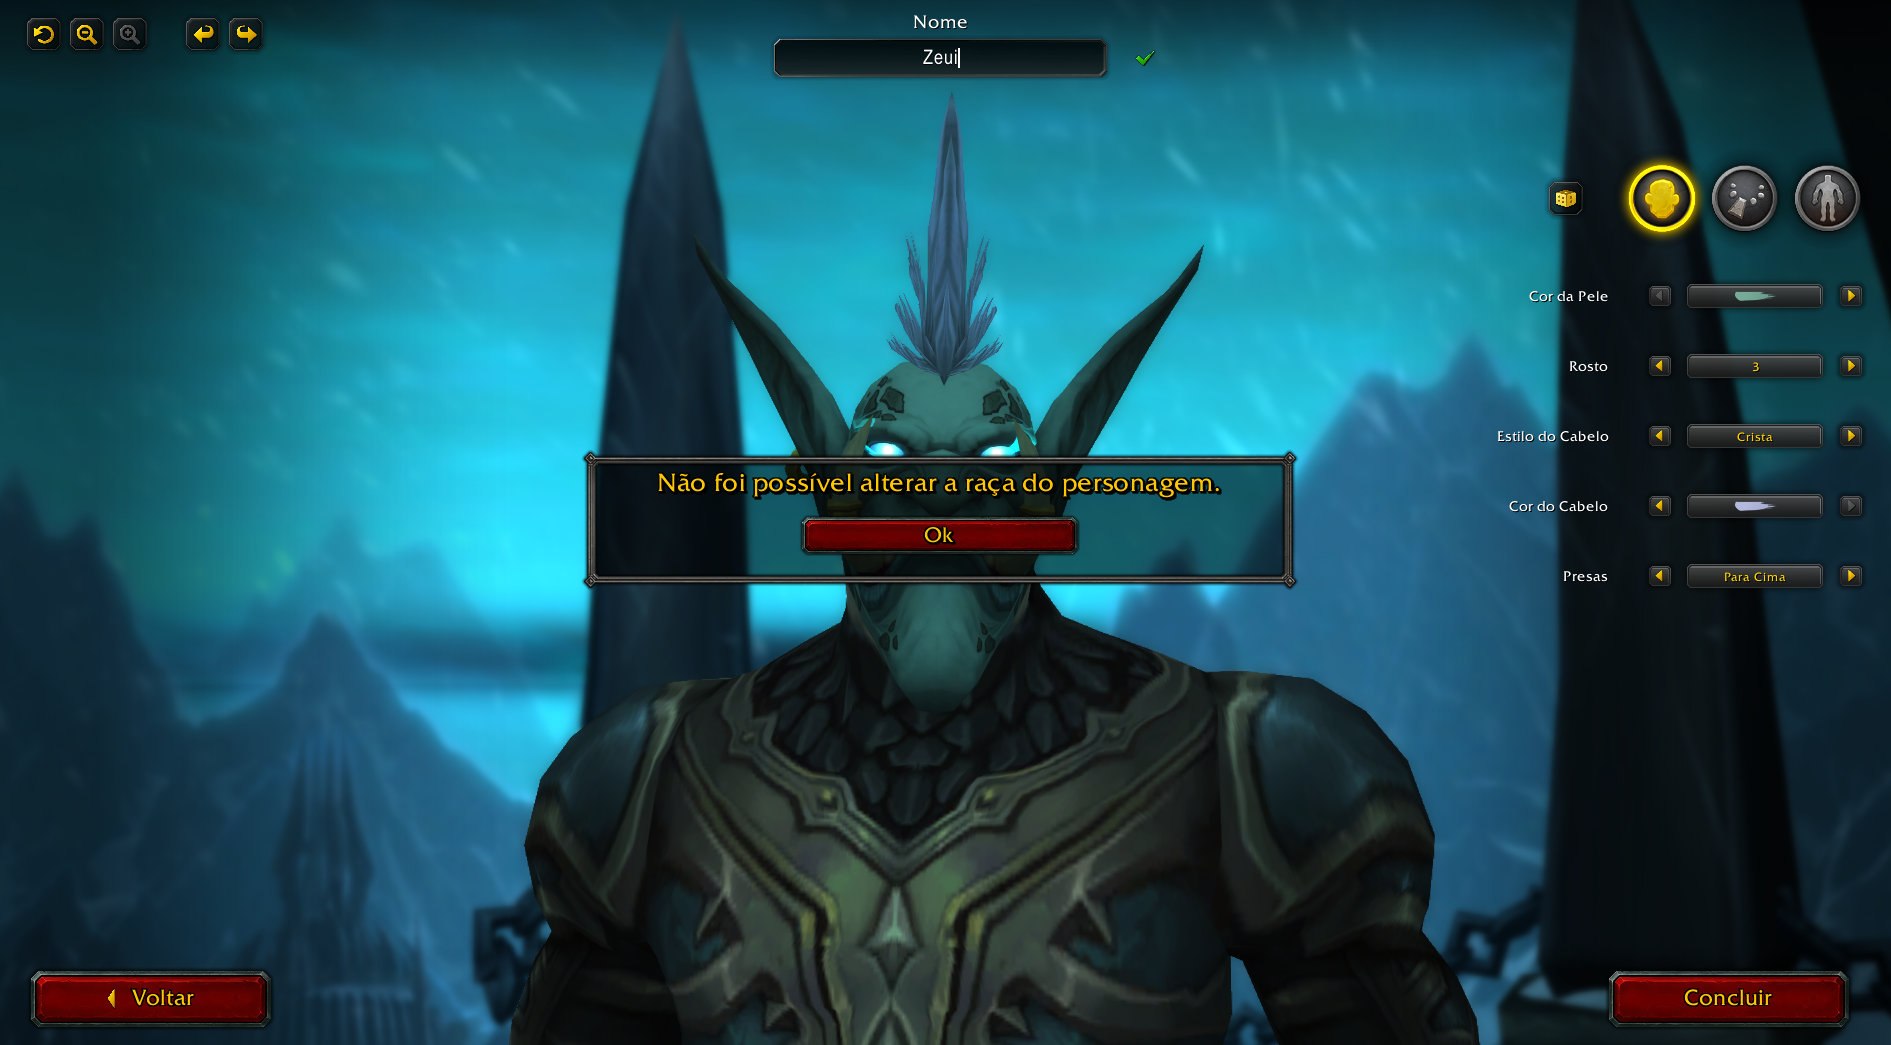 Nome
Zeui
Cor da Pele
Rosto
3
Estilo do Cabelo
Crista
Cor do Cabelo
Presas
Para Cima
Não foi possível alterar a raça do personagem.
Ok
Voltar
Concluir